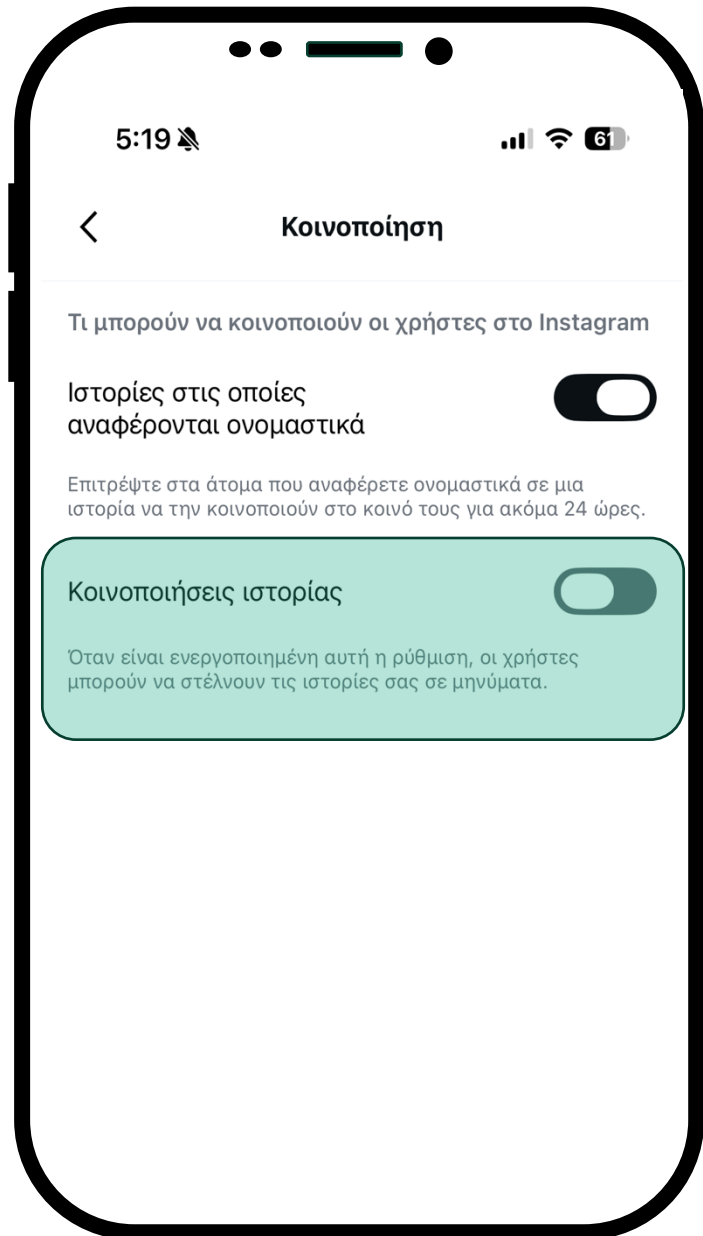 5:19
61
Κοινοποίηση
Τι μπορούν να κοινοποιούν οι χρήστες στο Instagram
Ιστορίες στις οποίες
αναφέρονται ονομαστικά
Επιτρέψτε στα άτομα που αναφέρετε ονομαστικά σε μια
ιστορία να την κοινοποιούν στο κοινό τους για ακόμα 24 ώρες.
Κοινοποιήσεις ιστορίας
Όταν είναι ενεργοποιημένη αυτή η ρύθμιση, οι χρήστες
μπορούν να στέλνουν τις ιστορίες σας σε μηνύματα.